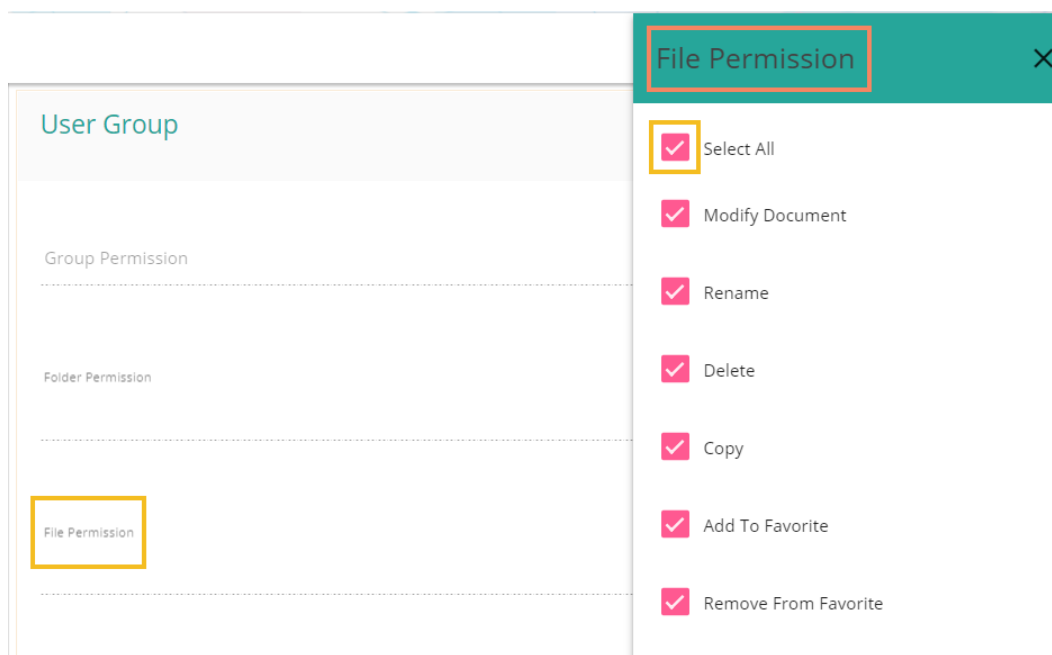 User Group
Group Permission
Folder Permission
File Permission
File Permission
Select All
Modify Document
Rename
Delete
Copy
Add To Favorite
Remove From Favorite